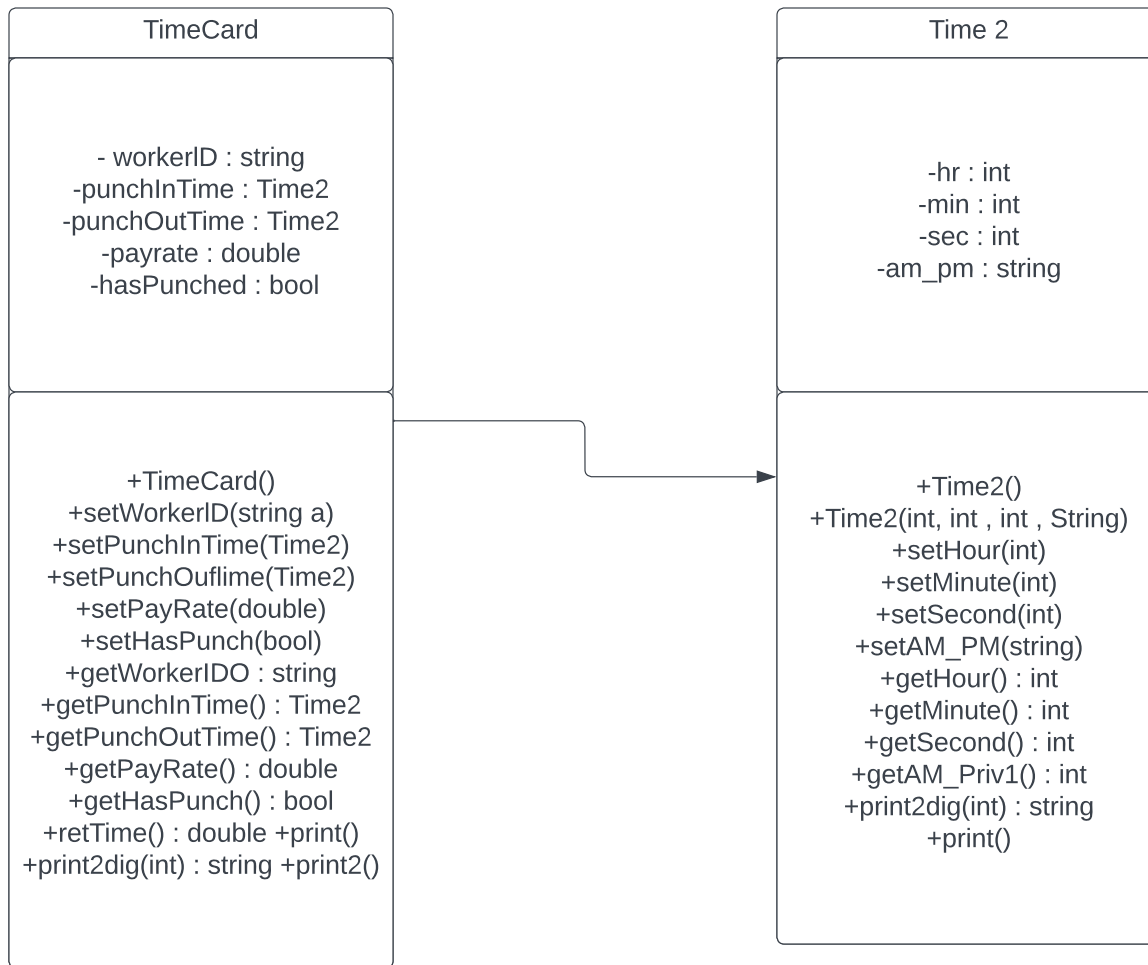 TimeCard
- workerlD : string
-punchInTime : Time2
-punchOutTime : Time2
-payrate : double
-hasPunched : bool
+TimeCard()
+setWorkerlD(string a)
+setPunchInTime(Time2)
+setPunchOuflime(Time2)
+setPayRate(double)
+setHasPunch(bool)
+getWorkerIDO : string
+getPunchInTime() : Time2
+getPunchOutTime() : Time2
+getPayRate() : double
+getHasPunch() : bool
+retTime() : double +print()
+print2dig(int) : string +print2()
Time 2
-hr : int
-min : int
-sec : int
-am_pm : string
+Time2()
+Time2(int, int , int , String)
+setHour(int)
+setMinute(int)
+setSecond(int)
+setAM_PM(string)
+getHour() : int
+getMinute() : int
+getSecond() : int
+getAM_Priv1() : int
+print2dig(int) : string
+print()